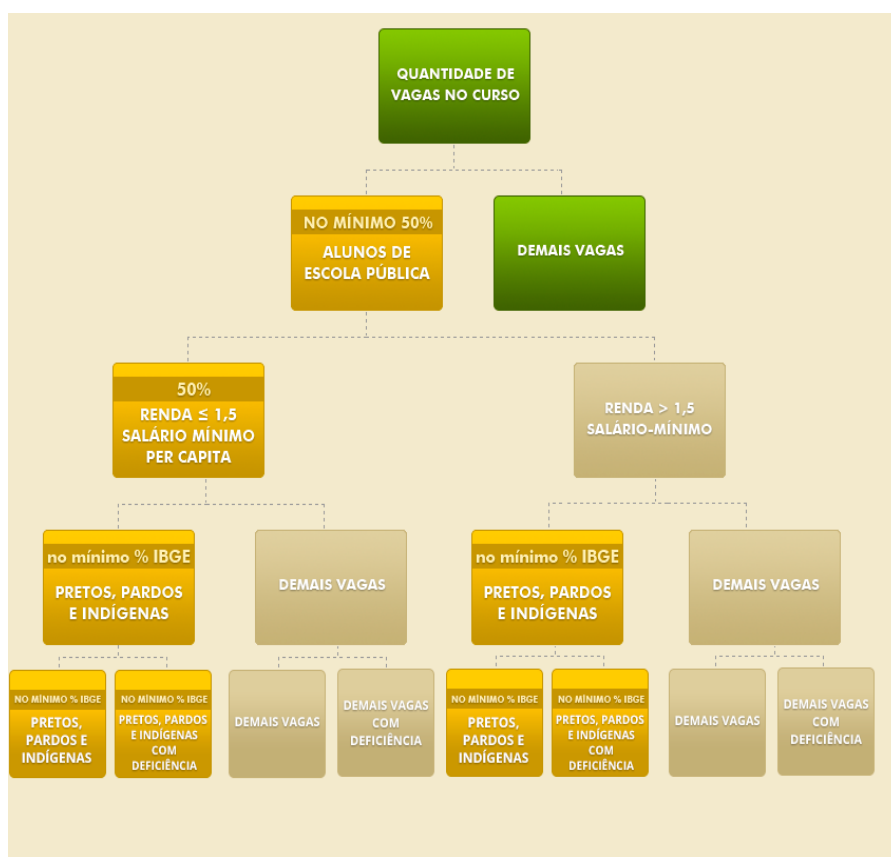 QUANTIDADE DE
VAGAS NO CURSO
NO MÍNIMO 50%
ALUNOS DE
ESCOLA PÚBLICA
DEMAIS VAGAS
50%
RENDA ≤ 1,5
SALÁRIO MÍNIMO
PER CAPITA
RENDA > 1,5
SALÁRIO-MÍNIMO
no mínimo % IBGE
PRETOS, PARDOS
E INDÍGENAS
DEMAIS VAGAS
no mínimo % IBGE
PRETOS, PARDOS
E INDÍGENAS
DEMAIS VAGAS
NO MÍNIMO % IBGE
PRETOS,
PARDOS E
INDÍGENAS
NO MÍNIMO % IBGE
PRETOS, PARDOS
E INDÍGENAS
COM
DEFICIÊNCIA
DEMAIS VAGAS
DEMAIS VAGAS
COM
DEFICIÊNCIA
NO MÍNIMO % IBGE
PRETOS,
PARDOS E
INDÍGENAS
NO MÍNIMO % IBGE
PRETOS, PARDOS
E INDÍGENAS
COM
DEFICIÊNCIA
DEMAIS VAGAS
DEMAIS VAGAS
COM
DEFICIÊNCIA